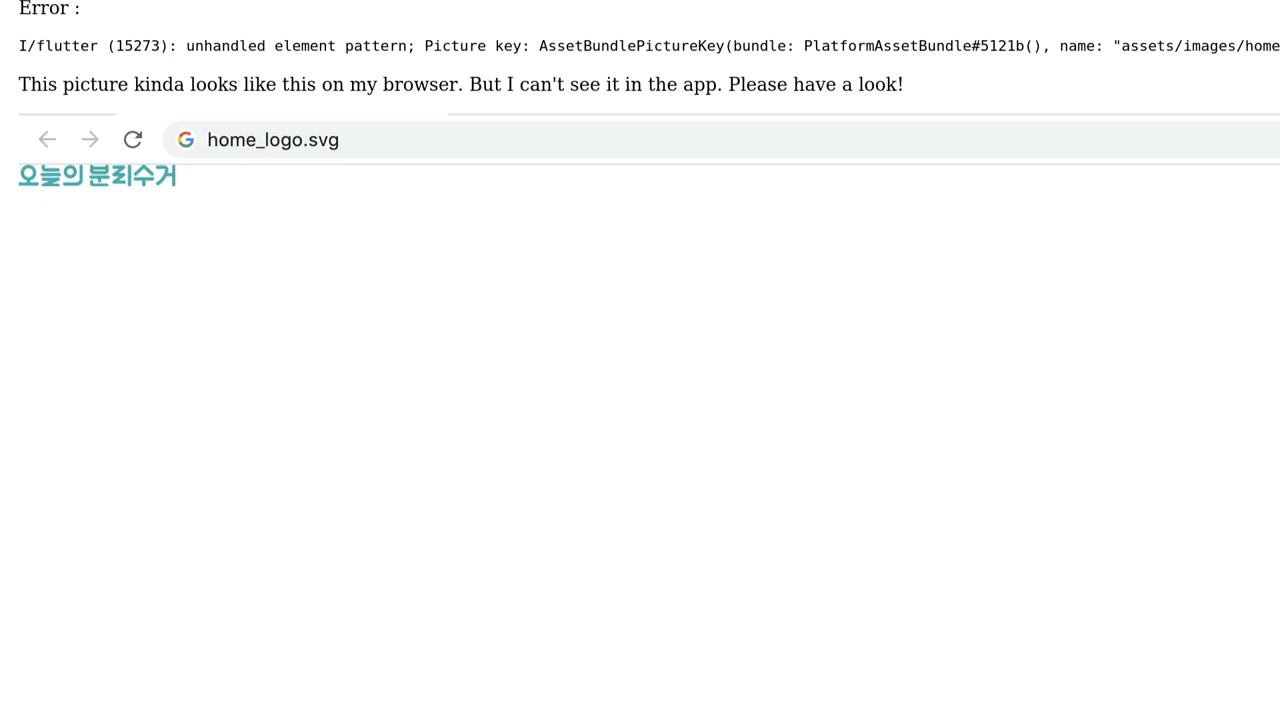 Error :
I/flutter (15273): unhandled element pattern; Picture key: AssetBundlePictureKey(bundle: PlatformAssetBundle#5121b(), name: "assets/images/home
This picture kinda looks like this on my browser. But I can't see it in the app. Please have a look!
home_logo.svg
오늘의 분리수거